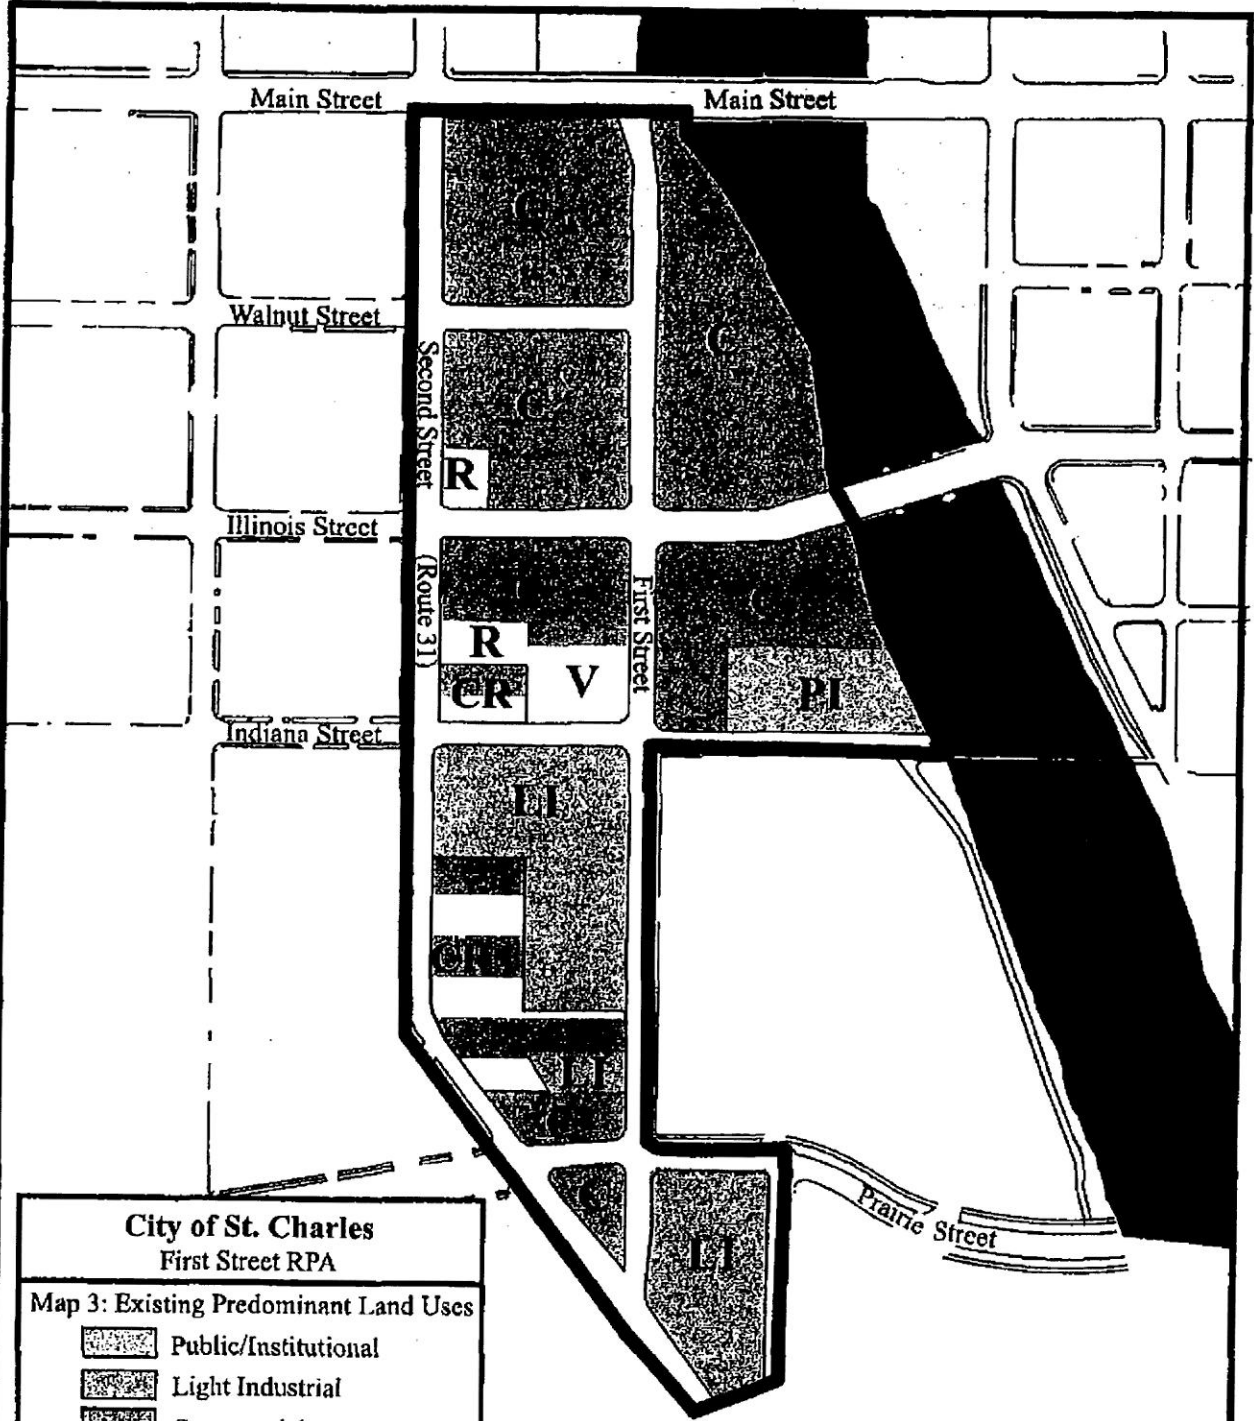 Main Street
Main Street
Walnut Street
Second Street
C
C
R
Illinois Street
(Route 31)
First Street
R
V
CR
PI
Indiana Street
LI
LI
C
LI
Prairie Street
City of St. Charles
First Street RPA
Map 3: Existing Predominant Land Uses
Public/Institutional
Light Industrial